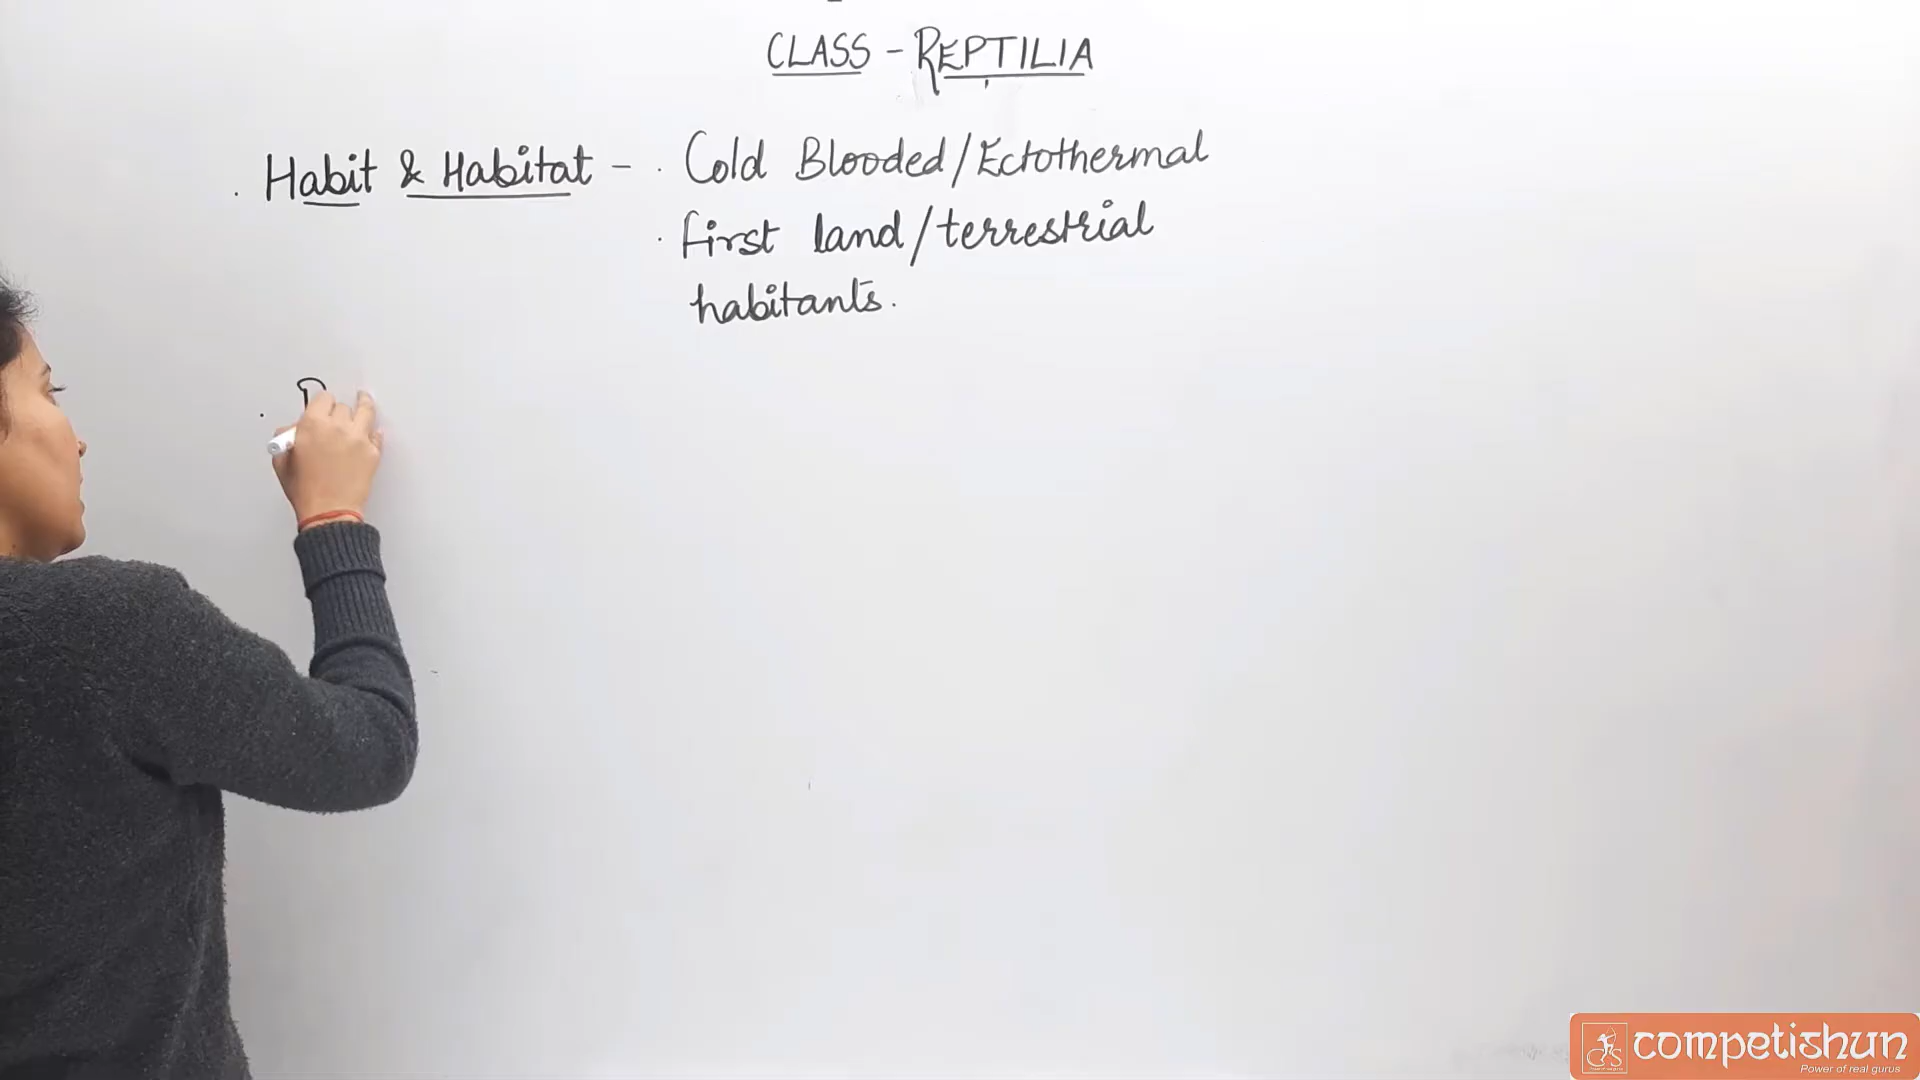 CLASS - REPTILIA
. Habit & Habitat - . Cold Blooded/Ectothermal
. first land/terrestrial
habitants.
competishun
Power of real gurus